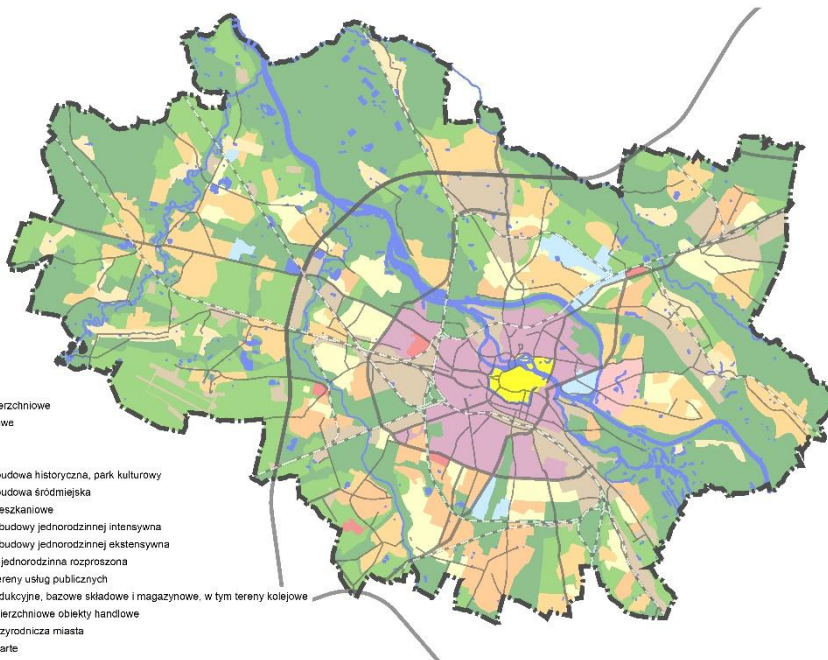 erzchniowe
we
budowa historyczna, park kulturowy
budowa śródmiejska
eszkaniowe
budowy jednorodzinnej intensywna
budowy jednorodzinnej ekstensywna
jednorodzinna rozproszona
ereny usług publicznych
dukcyjne, bazowe składowe i magazynowe, w tym tereny kolejowe
ierzchniowe obiekty handlowe
zyrodnicza miasta
arte